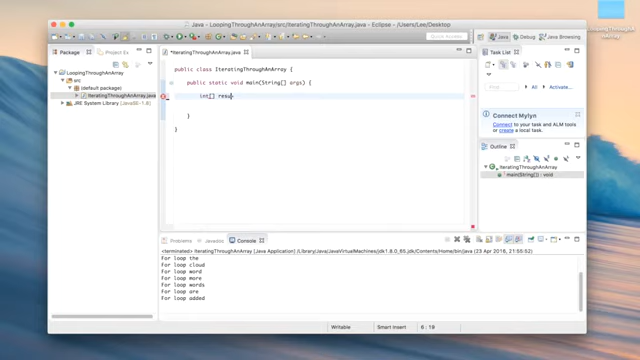 LoopingThroughAnArray/src/IteratingThroughAnArray.java - Eclipse - /Users/Lee/Desktop
Quick Access
Java
Debug
Java Browsing
Package
Project Ex
*IteratingThroughAnArray.java
Task List
LoopingThroughAnArray
src
(default package)
IteratingThroughAnArray.java
JRE System Library [JavaSE-1.8]
public class IteratingThroughAnArray {
public static void main(String[] args) {
int[] resu
}
}
Find
All
Activate...
Connect Mylyn
Connect to your task and ALM tools
or create a local task.
Outline
IteratingThroughAnArray
main(String[]) : void
Problems
Javadoc
Console
<terminated> IteratingThroughAnArray [Java Application] /Library/Java/JavaVirtualMachines/jdk1.8.0_65.jdk/Contents/Home/bin/java (23 Apr 2016, 21:55:52)
For loop the
For loop cloud
For loop word
For loop more
For loop words
For loop are
For loop added
Writable
Smart Insert
6 : 19